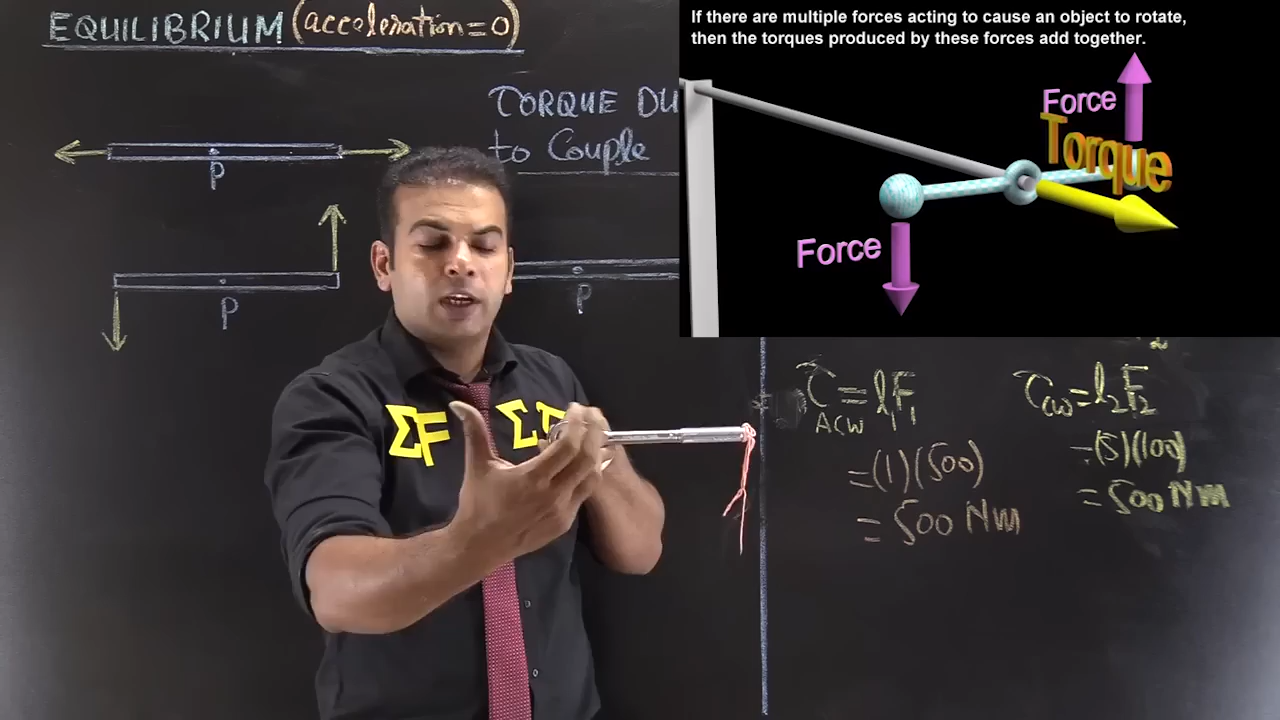 EQUILIBRIUM (acceleration=0)
If there are multiple forces acting to cause an object to rotate,
then the torques produced by these forces add together.
TORQUE DU
to Couple
Force
Torque
Force
P
P
P
ΣF
Σ
τ = l₁F₁
ACW
=(1)(500)
= 500 Nm
2
τcw = l₂F₂
=(5)(100)
= 500 Nm